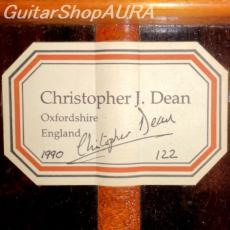 GuitarShopAURA
Christopher J. Dean
Oxfordshire
England
Christopher Dean
1990 122